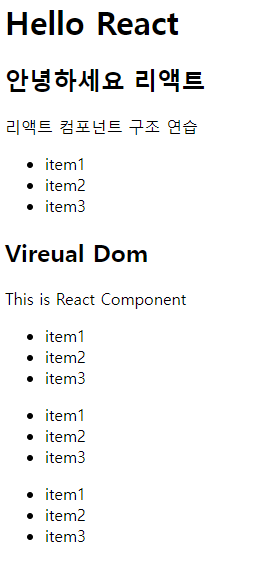 Hello React
안녕하세요 리액트
리액트 컴포넌트 구조 연습
item1
item2
item3
Vireual Dom
This is React Component
item1
item2
item3
item1
item2
item3
item1
item2
item3